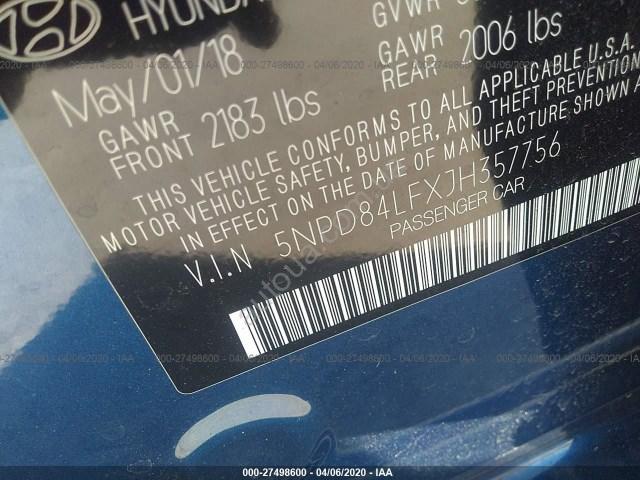 HYUNDAI
May/01/18
GVWR
GAWR FRONT 2183 lbs
GAWR REAR 2006 lbs
THIS VEHICLE CONFORMS TO ALL APPLICABLE U.S.A.
MOTOR VEHICLE SAFETY, BUMPER, AND THEFT PREVENTION
IN EFFECT ON THE DATE OF MANUFACTURE SHOWN
V.I.N 5NPD84LFXJH357756
PASSENGER CAR
000-27498600 - 04/06/2020 - IAA